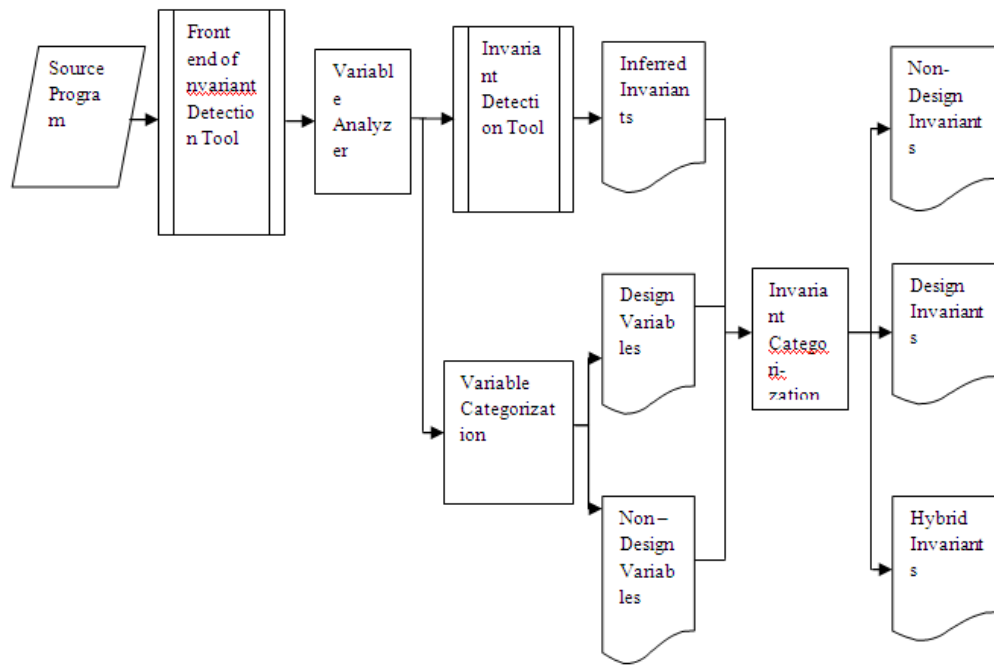 Source
Progra
m
Front
end of
nvariant
Detectio
n Tool
Variabl
e
Analyz
er
Invaria
nt
Detecti
on Tool
Inferred
Invarian
ts
Non-
Design
Invariant
s
Design
Variab
les
Invaria
nt
Catego
ri-
zation
Design
Invariant
s
Variable
Categorizat
ion
Non –
Design
Variab
les
Hybrid
Invariant
s